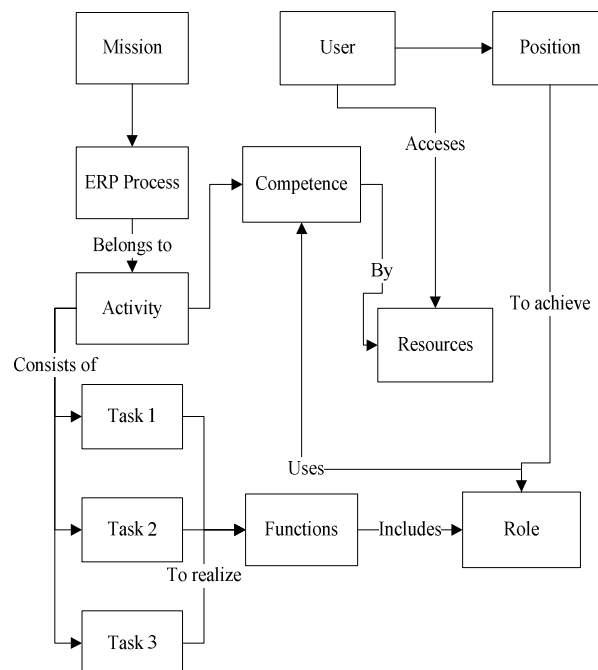 Mission
User
Position
Acceses
ERP Process
Competence
Belongs to
By
Activity
To achieve
Resources
Consists of
Task 1
Uses
Task 2
Functions
Includes
Role
To realize
Task 3